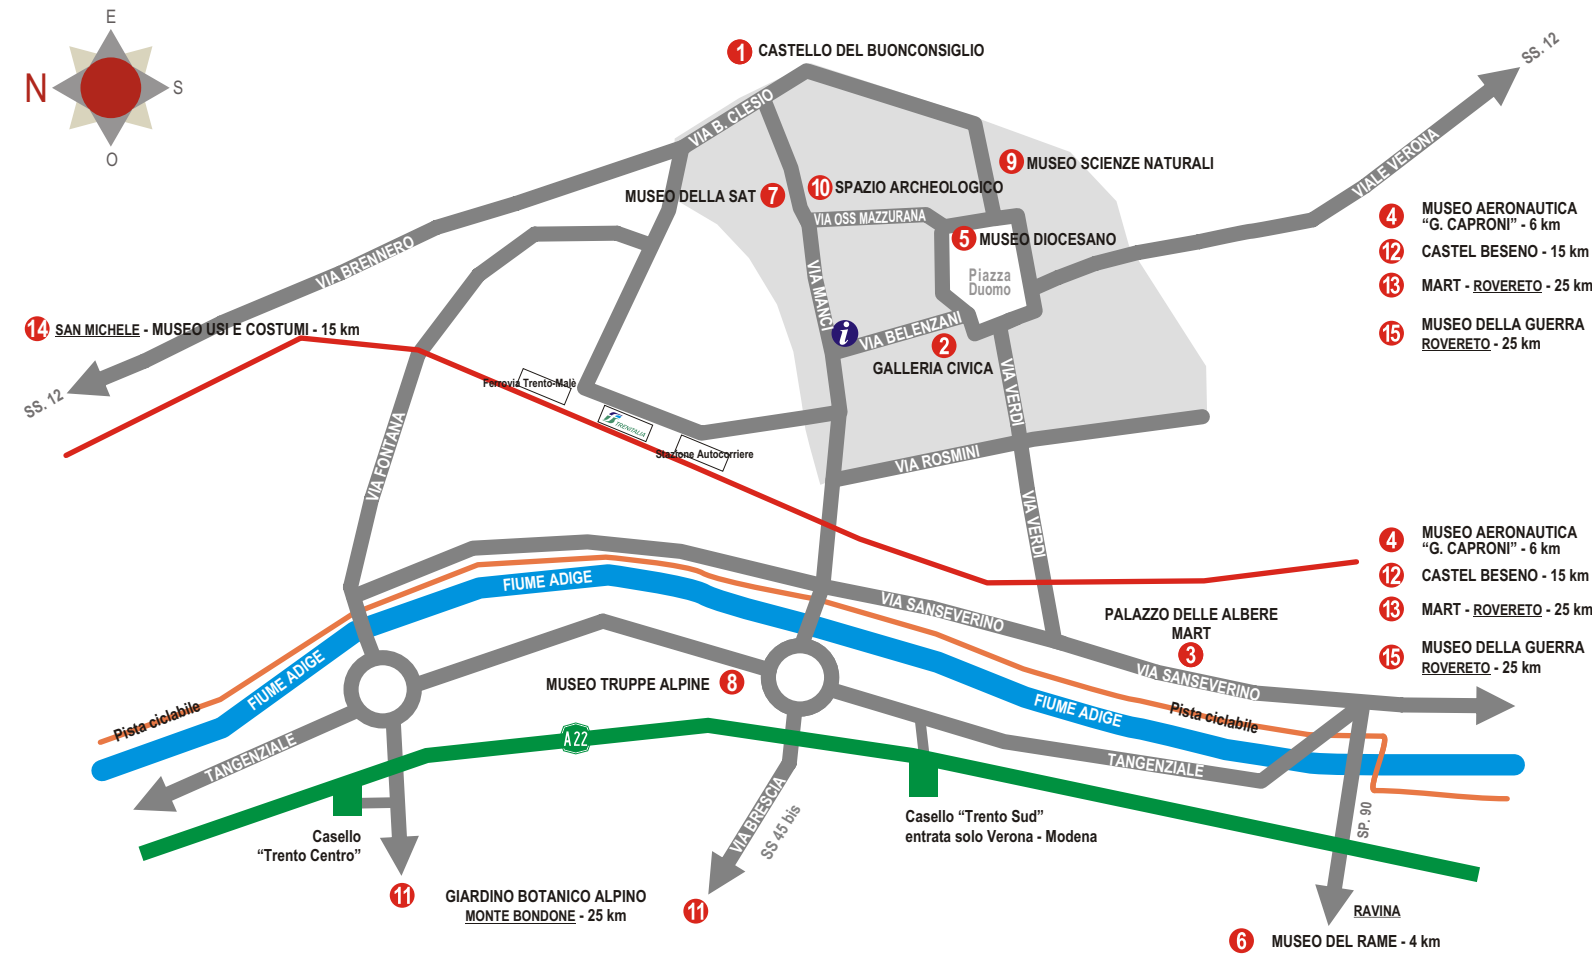 E
N
S
O
1 CASTELLO DEL BUONCONSIGLIO
SS. 12
VIA B. CLESIO
VIALE VERONA
9 MUSEO SCIENZE NATURALI
MUSEO DELLA SAT 7
10 SPAZIO ARCHEOLOGICO
VIA OSS MAZZURANA
5 MUSEO DIOCESANO
Piazza
Duomo
4 MUSEO AERONAUTICA
“G. CAPRONI” - 6 km
12 CASTEL BESENO - 15 km
13 MART - ROVERETO - 25 km
15 MUSEO DELLA GUERRA
ROVERETO - 25 km
VIA BRENNERO
VIA MANCI
i
VIA BELENZANI
2
GALLERIA CIVICA
14 SAN MICHELE - MUSEO USI E COSTUMI - 15 km
SS. 12
Ferrovia Trento-Malè
TRENITALIA
Stazione Autocorriere
VIA VERDI
VIA FONTANA
VIA ROSMINI
VIA VERDI
4 MUSEO AERONAUTICA
“G. CAPRONI” - 6 km
12 CASTEL BESENO - 15 km
13 MART - ROVERETO - 25 km
15 MUSEO DELLA GUERRA
ROVERETO - 25 km
FIUME ADIGE
VIA SANSEVERINO
PALAZZO DELLE ALBERE
MART
3
VIA SANSEVERINO
FIUME ADIGE
MUSEO TRUPPE ALPINE 8
FIUME ADIGE
Pista ciclabile
Pista ciclabile
A 22
TANGENZIALE
TANGENZIALE
Casello
“Trento Centro”
VIA BRESCIA
SS 45 bis
Casello “Trento Sud”
entrata solo Verona - Modena
SP. 90
11
GIARDINO BOTANICO ALPINO
MONTE BONDONE - 25 km
11
RAVINA
6 MUSEO DEL RAME - 4 km